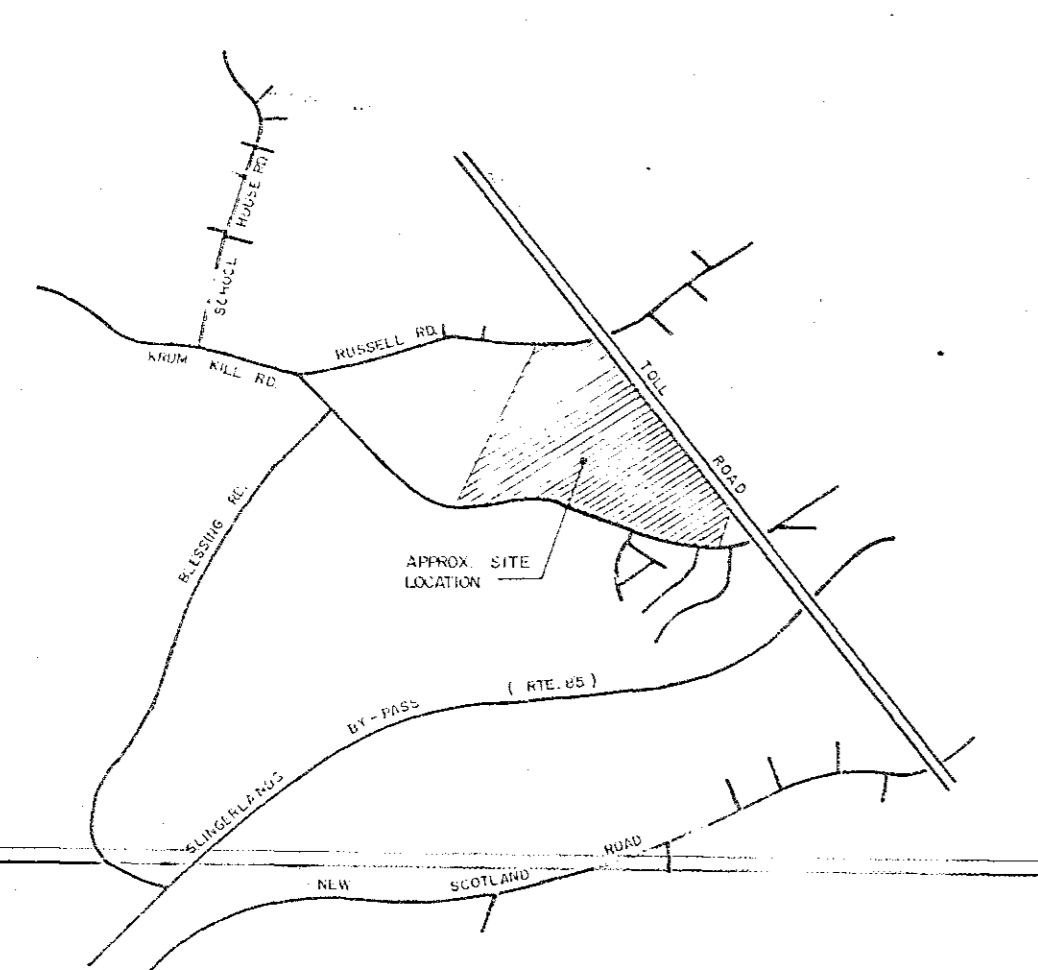 SCHOOL HOUSE RD
KRUM KILL RD.
RUSSELL RD.
TOLL ROAD
BLESSING RD.
APPROX. SITE
LOCATION
SLINGERLANDS BY-PASS ( RTE. 85 )
NEW SCOTLAND ROAD